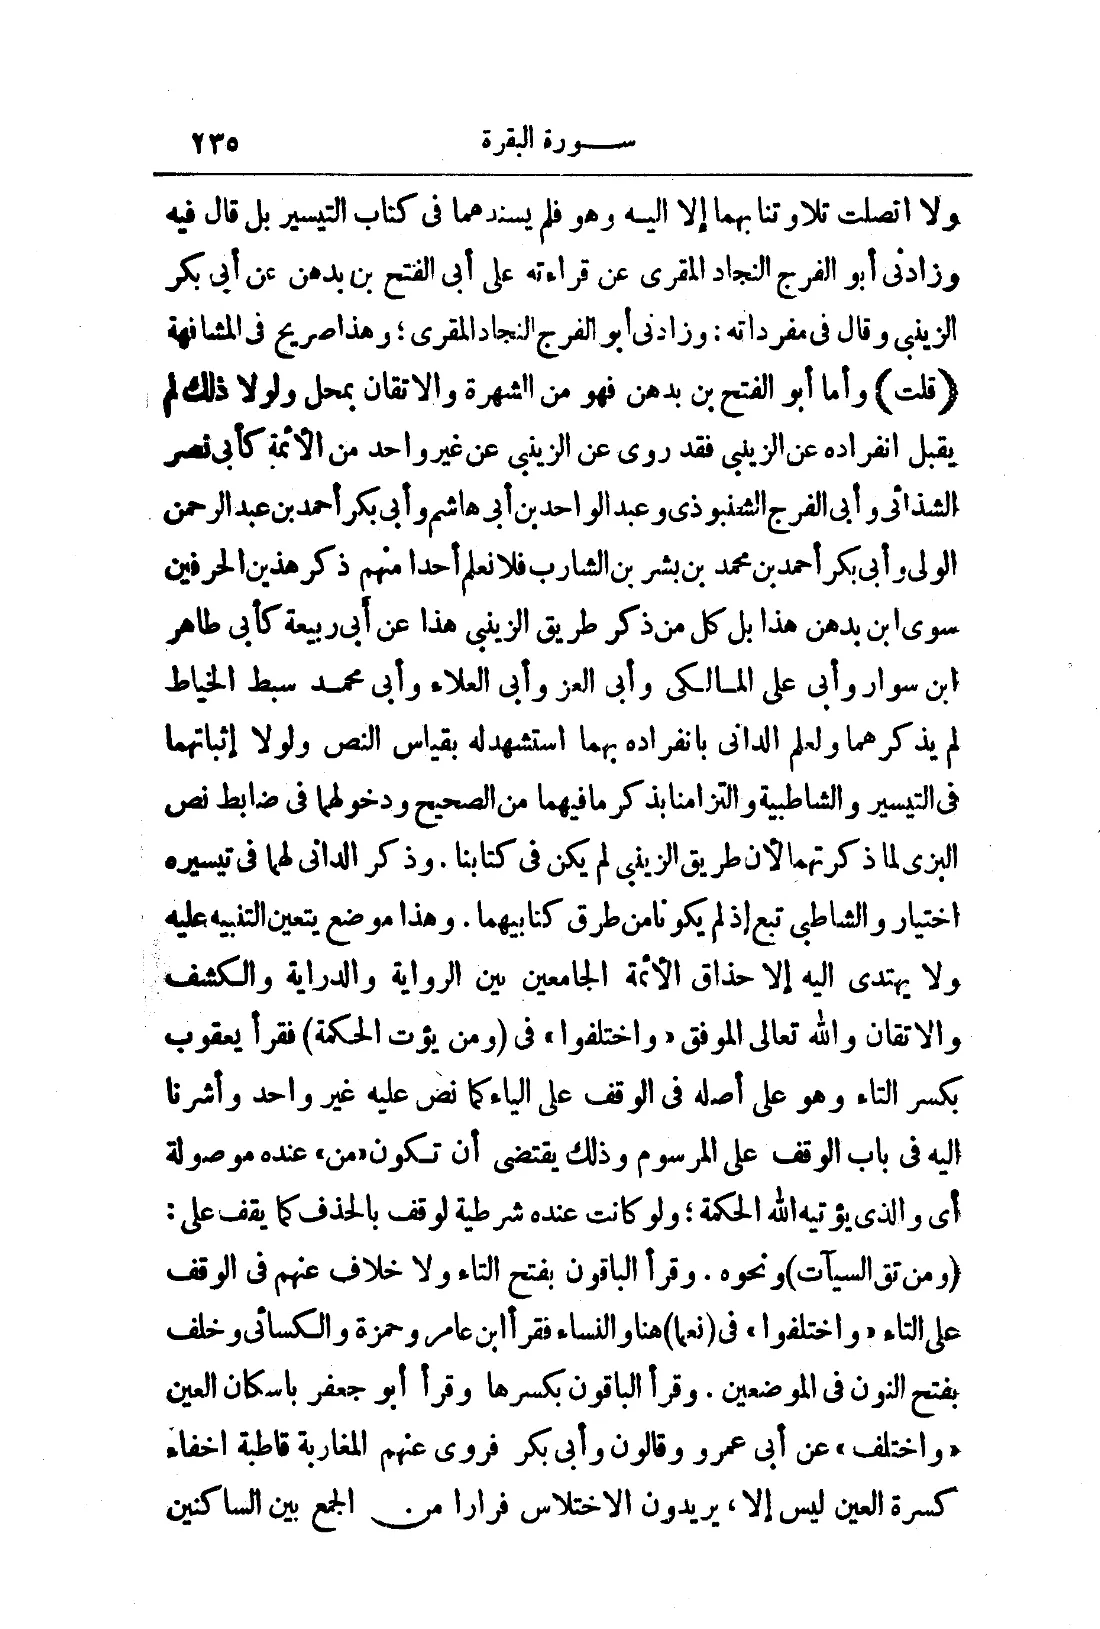 سورة البقرة ٢٣٥
ولا اتصلت تلاوتنا بهما إلا اليه وهو فلم يسندهما فى كتاب التيسير بل قال فيه
وزادنى أبو الفرج النجاد المقرى عن قراءته على أبى الفتح بن بدهن عن أبى بكر
الزينبى وقال فى مفرداته : وزادنى أبو الفرج النجاد المقرى ؛ وهذا صريح فى المشافهة
(قلت) وأما أبو الفتح بن بدهن فهو من الشهرة والاتقان بمحل ولولا ذلك لم
يقبل انفراده عن الزينبى فقد روى عن الزينبى عن غير واحد من الأئمة كأبى نصر
الشذائى وأبى الفرج الشنبوذى وعبد الواحد بن أبى هاشم وأبى بكر أحمد بن عبد الرحمن
الولى وأبى بكر أحمد بن محمد بن بشر بن الشارب فلا نعلم أحدا منهم ذكر هذين الحرفين
سوى ابن بدهن هذا بل كل من ذكر طريق الزينبى هذا عن أبى ربيعة كأبى طاهر
ابن سوار وأبى على المالكى وأبى العز وأبى العلاء وأبى محمد سبط الخياط
لم يذكرهما ولعلم الدانى بانفراده بهما استشهد له بقياس النص ولولا إثباتهما
فى التيسير والشاطبية والتزامنا بذكر ما فيهما من الصحيح ودخولهما فى ضابط نص
البزى لما ذكرتهما لأن طريق الزينبى لم يكن فى كتابنا . وذكر الدانى لهما فى تيسيره
اختيار والشاطبى تبع إذ لم يكونا من طرق كتابيهما . وهذا موضع يتعين التنبيه عليه
ولا يهتدى اليه إلا حذاق الأئمة الجامعين بين الرواية والدراية والكشف
والاتقان والله تعالى الموفق « واختلفوا » فى (ومن يؤت الحكمة) فقرأ يعقوب
بكسر التاء وهو على أصله فى الوقف على الياء كما نص عليه غير واحد وأشرنا
اليه فى باب الوقف على المرسوم وذلك يقتضى أن تكون «من» عنده موصولة
أى والذى يؤتيه الله الحكمة ؛ ولو كانت عنده شرطية لوقف بالحذف كما يقف على :
(ومن تق السيآت) ونحوه . وقرأ الباقون بفتح التاء ولا خلاف عنهم فى الوقف
على التاء « واختلفوا » فى (نعما) هنا والنساء فقرأ ابن عامر وحمزة والكسائى وخلف
بفتح النون فى الموضعين . وقرأ الباقون بكسرها وقرأ أبو جعفر باسكان العين
« واختلف » عن أبى عمرو وقالون وأبى بكر فروى عنهم المغاربة قاطبة اخفاء
كسرة العين ليس إلا ، يريدون الاختلاس فرارا من الجمع بين الساكنين